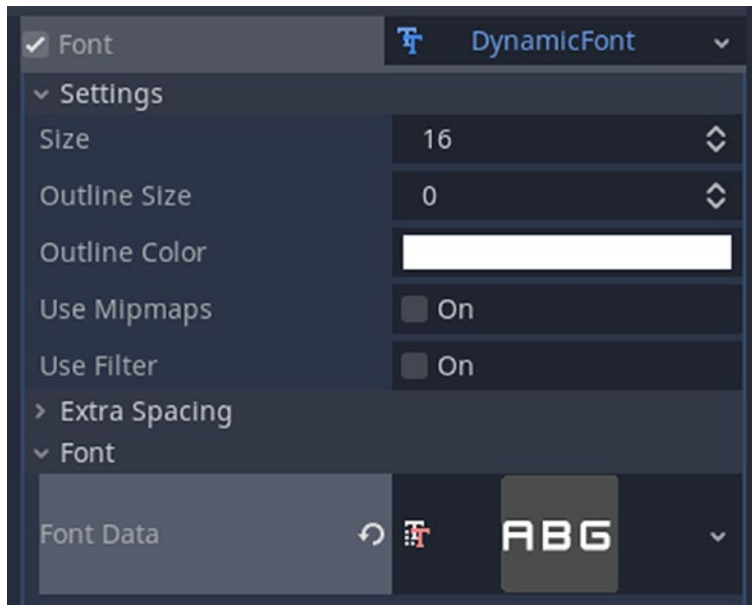 Font DynamicFont
Settings
Size 16
Outline Size 0
Outline Color
Use Mipmaps On
Use Filter On
Extra Spacing
Font
Font Data ABG